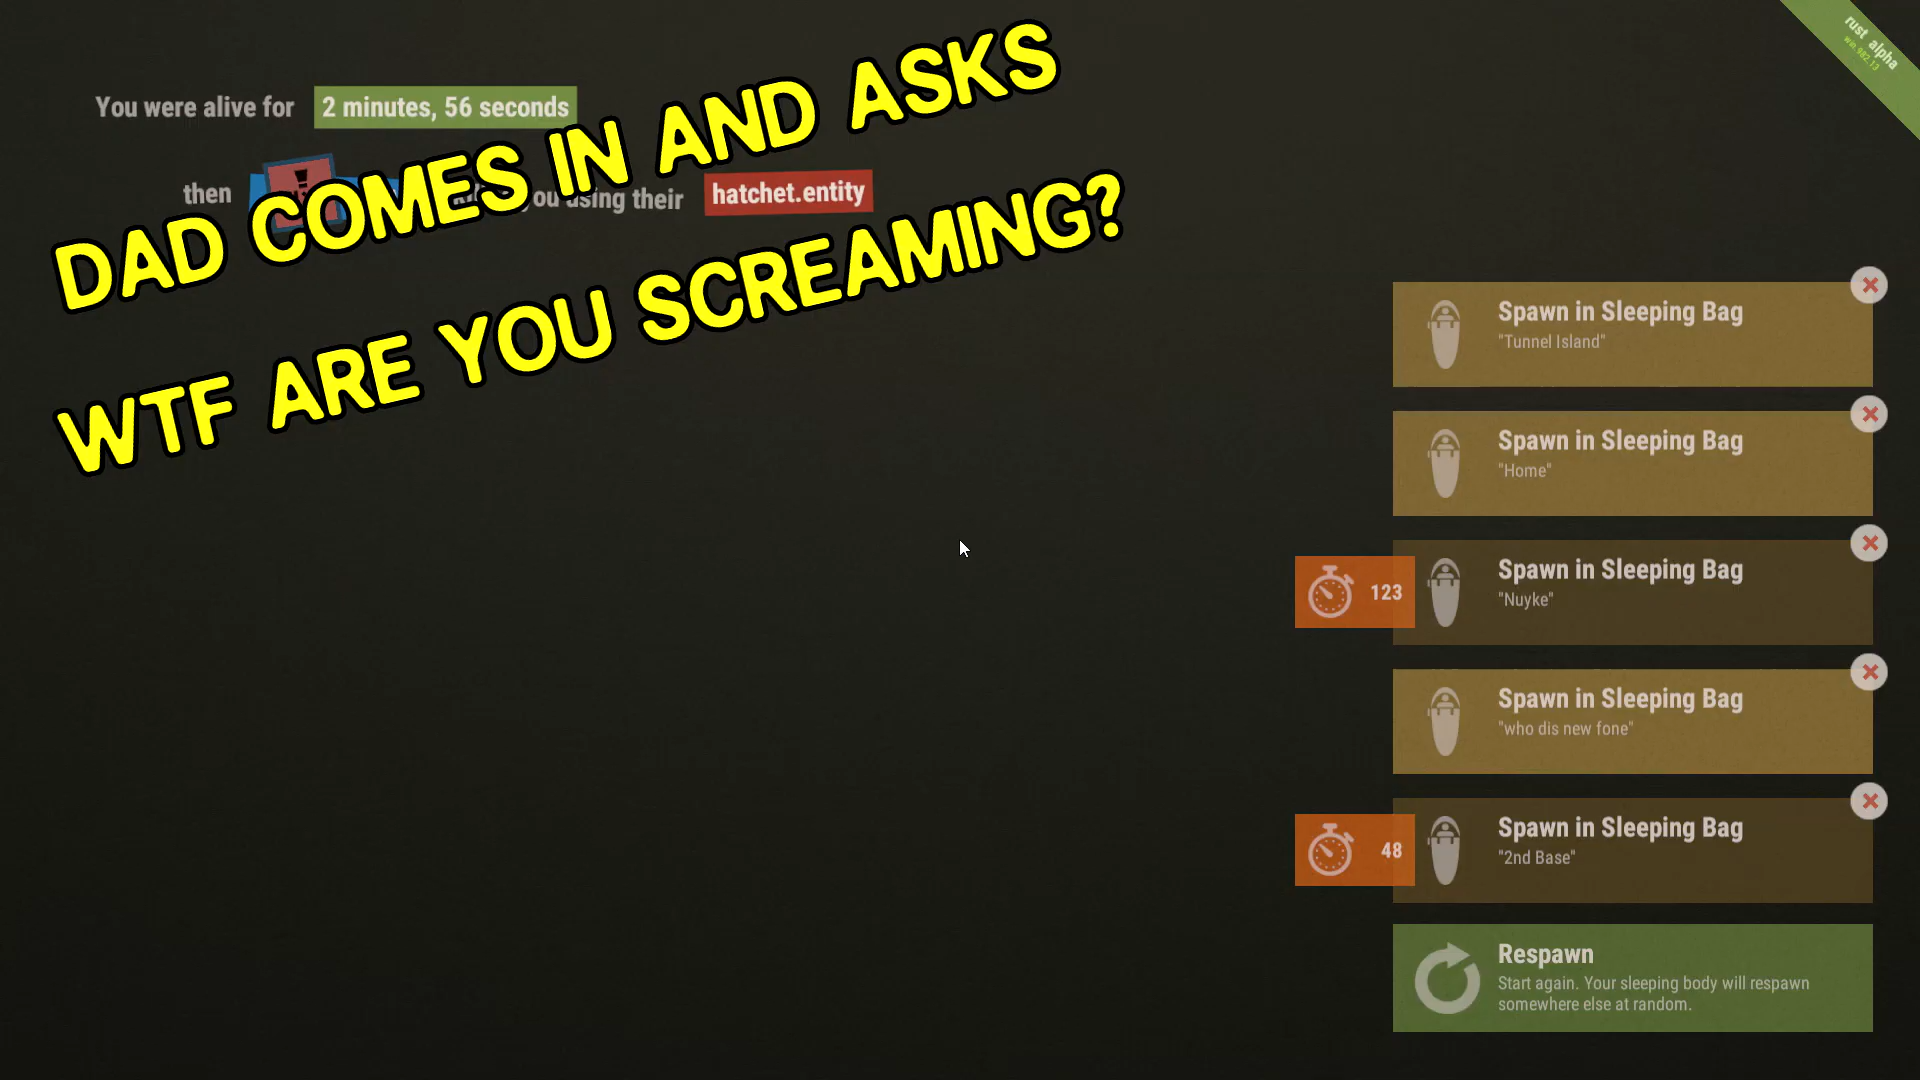 rust alpha
You were alive for 2 minutes, 56 seconds
DAD COMES IN AND ASKS
then using their hatchet.entity
WTF ARE YOU SCREAMING?
Spawn in Sleeping Bag
"Tunnel Island"
Spawn in Sleeping Bag
"Home"
123
Spawn in Sleeping Bag
"Nuyke"
Spawn in Sleeping Bag
"who dis new fone"
48
Spawn in Sleeping Bag
"2nd Base"
Respawn
Start again. Your sleeping body will respawn
somewhere else at random.